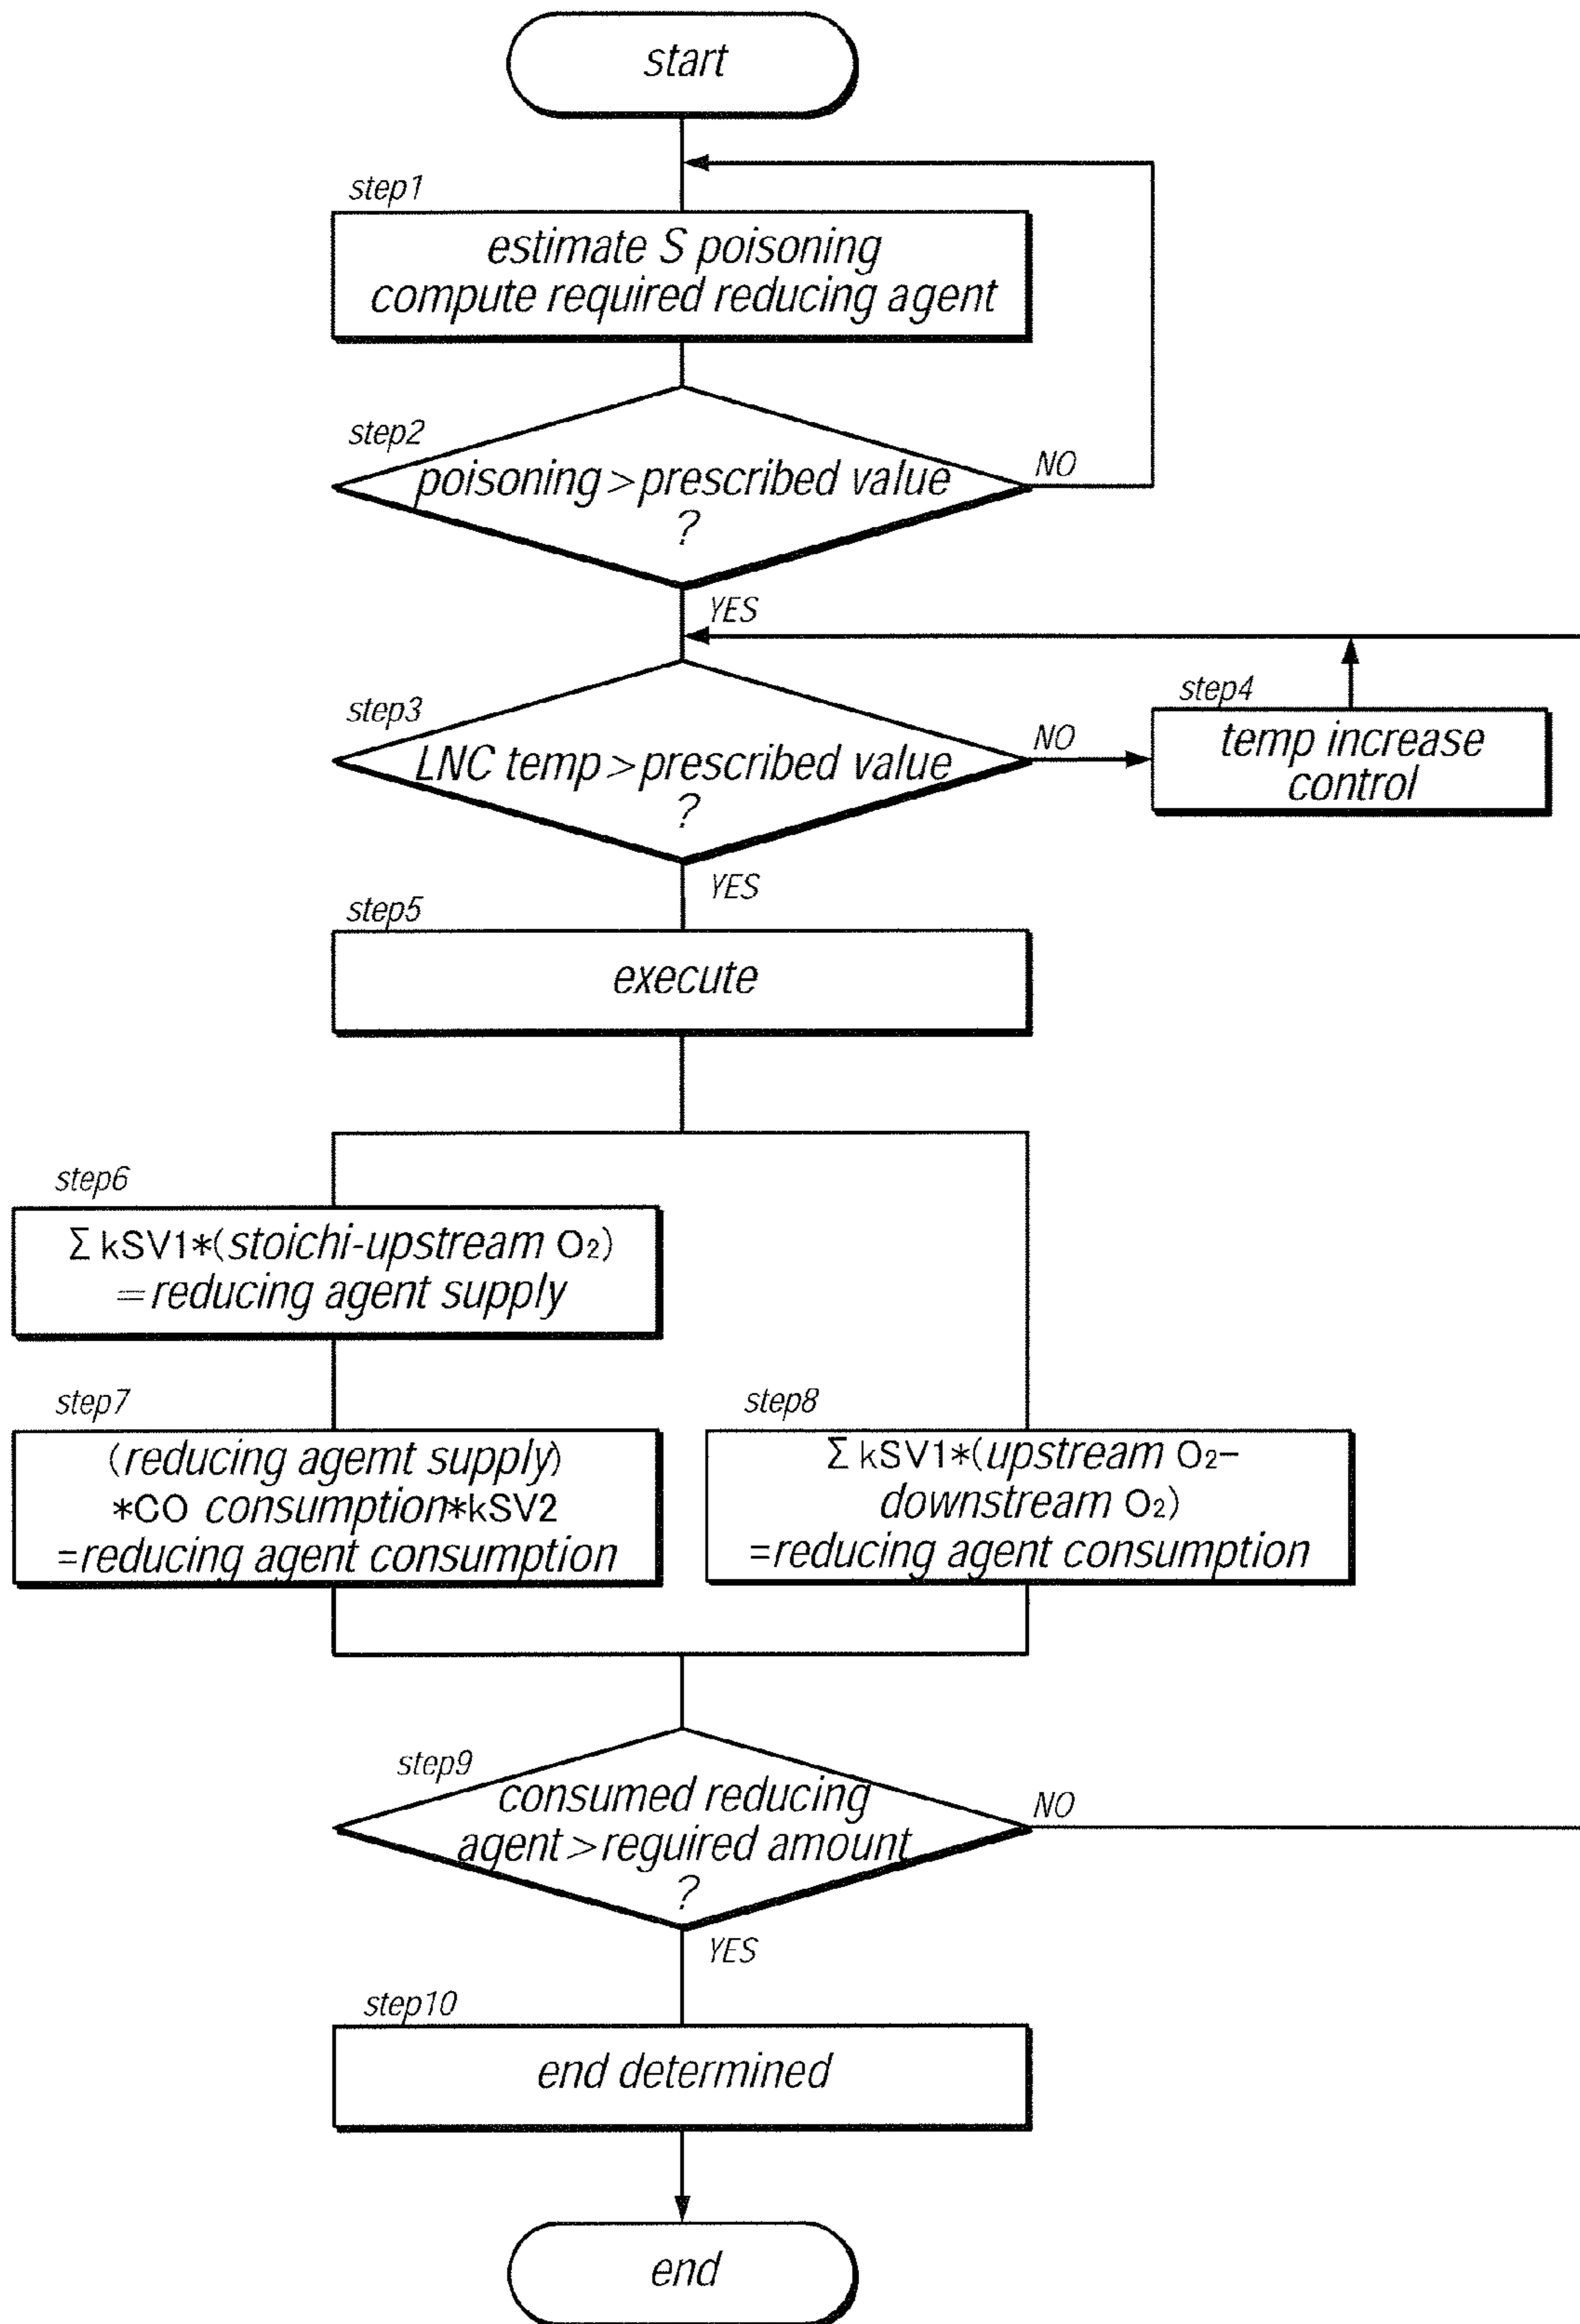 start
step1
estimate S poisoning
compute required reducing agent
step2
poisoning>prescribed value
?
NO
YES
step3
LNC temp>prescribed value
?
NO
step4
temp increase
control
YES
step5
execute
step6
Σ kSV1*(stoichi-upstream O₂)
=reducing agent supply
step7
(reducing agemt supply)
*CO consumption*kSV2
=reducing agent consumption
step8
Σ kSV1*(upstream O₂-
downstream O₂)
=reducing agent consumption
step9
consumed reducing
agent>reguired amount
?
NO
YES
step10
end determined
end